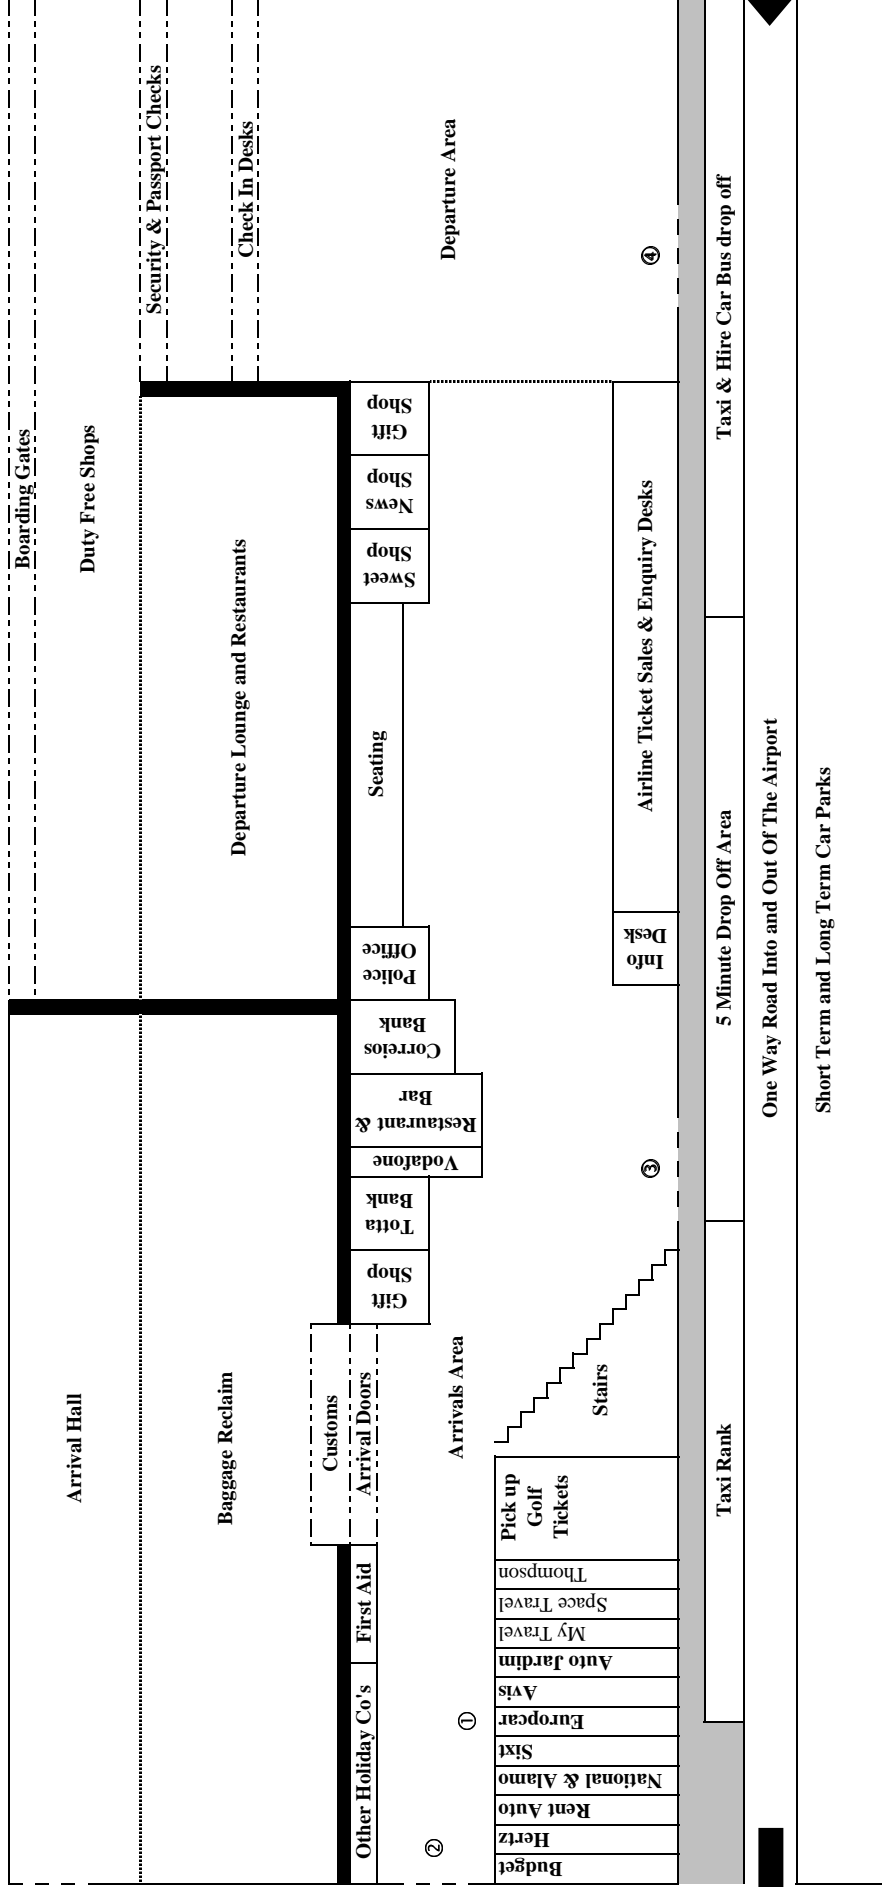 Boarding Gates
Duty Free Shops
Security & Passport Checks
Check In Desks
Departure Area
④
Departure Lounge and Restaurants
Gift
Shop
News
Shop
Sweet
Shop
Seating
Police
Office
Airline Ticket Sales & Enquiry Desks
Info
Desk
Correios
Bank
Restaurant &
Bar
Vodafone
Totta
Bank
Gift
Shop
③
Arrival Hall
Baggage Reclaim
Customs
Arrival Doors
Arrivals Area
Stairs
First Aid
Other Holiday Co's
①
②
Pick up
Golf
Tickets
Thompson
Space Travel
My Travel
Auto Jardim
Avis
Europcar
Sixt
National & Alamo
Rent Auto
Hertz
Budget
Taxi Rank
5 Minute Drop Off Area
Taxi & Hire Car Bus drop off
One Way Road Into and Out Of The Airport
Short Term and Long Term Car Parks